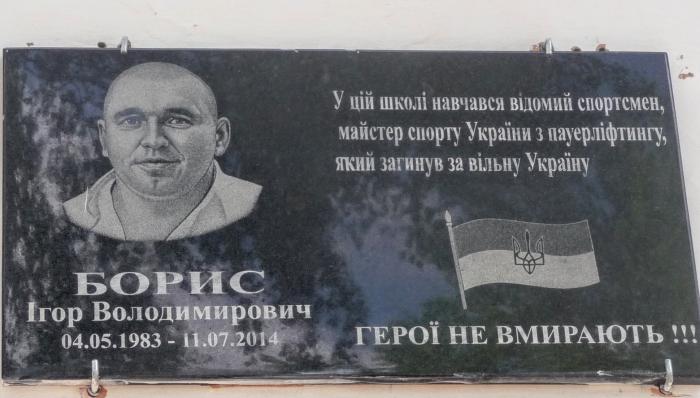 У цій школі навчався відомий спортсмен,
майстер спорту України з пауерліфтингу,
який загинув за вільну Україну
БОРИС
Ігор Володимирович
04.05.1983 - 11.07.2014
ГЕРОЇ НЕ ВМИРАЮТЬ !!!